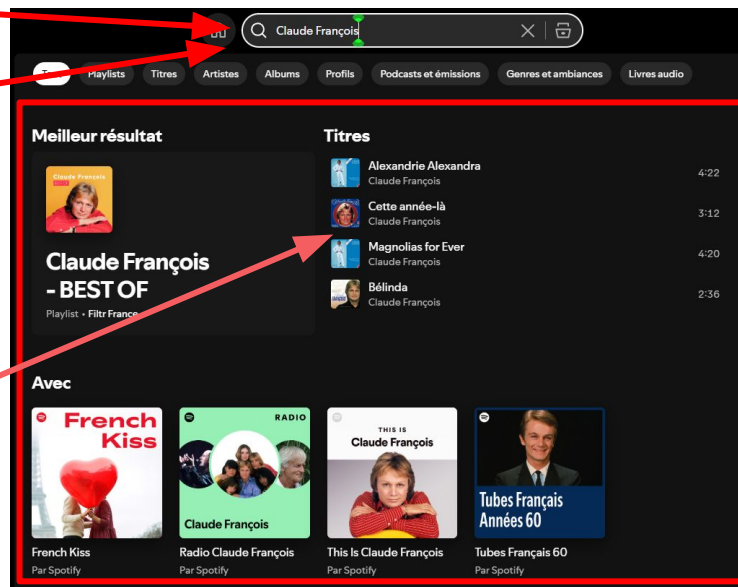 Claude François
Playlists
Titres
Artistes
Albums
Profils
Podcasts et émissions
Genres et ambiances
Livres audio
Meilleur résultat
Claude François
BEST OF
Claude François
- BEST OF
Playlist • Filtr France
Titres
Alexandrie Alexandra
Claude François
4:22
Cette année-là
Claude François
3:12
Magnolias for Ever
Claude François
4:20
Bélinda
Claude François
2:36
Avec
French
Kiss
French Kiss
Par Spotify
RADIO
Claude François
Radio Claude François
Par Spotify
THIS IS
Claude François
This Is Claude François
Par Spotify
Tubes Français
Années 60
Tubes Français 60
Par Spotify